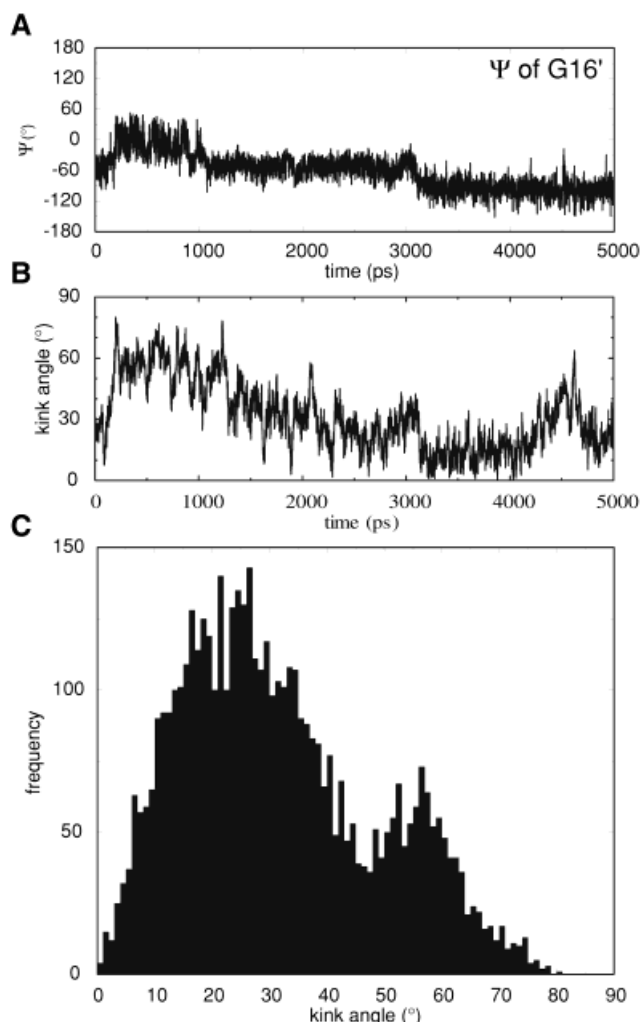 A
180
120
60
0
-60
-120
-180
Ψ (°)
Ψ of G16'
0 1000 2000 3000 4000 5000
time (ps)
B
90
60
30
0
kink angle (°)
0 1000 2000 3000 4000 5000
time (ps)
C
150
100
50
0
frequency
0 10 20 30 40 50 60 70 80 90
kink angle (°)